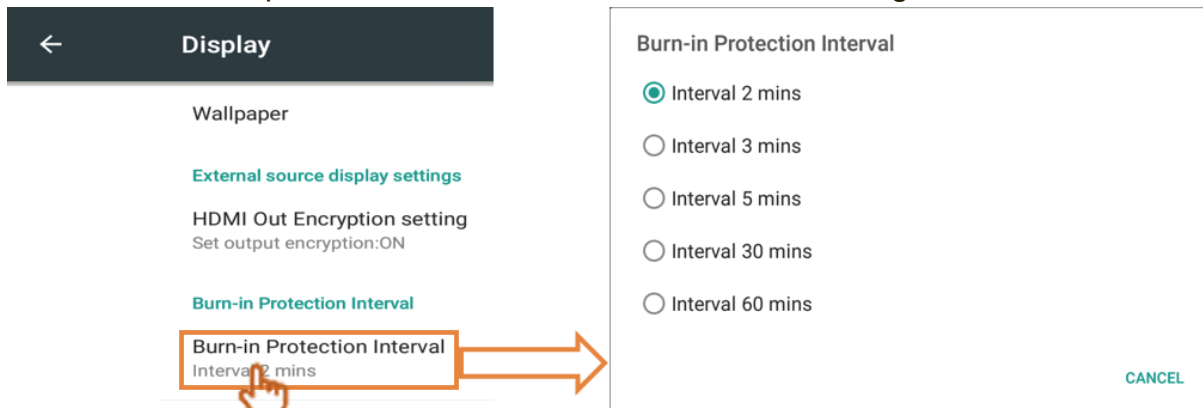 Display
Wallpaper
External source display settings
HDMI Out Encryption setting
Set output encryption:ON
Burn-in Protection Interval
Burn-in Protection Interval
Interval 2 mins
Burn-in Protection Interval
Interval 2 mins
Interval 3 mins
Interval 5 mins
Interval 30 mins
Interval 60 mins
CANCEL